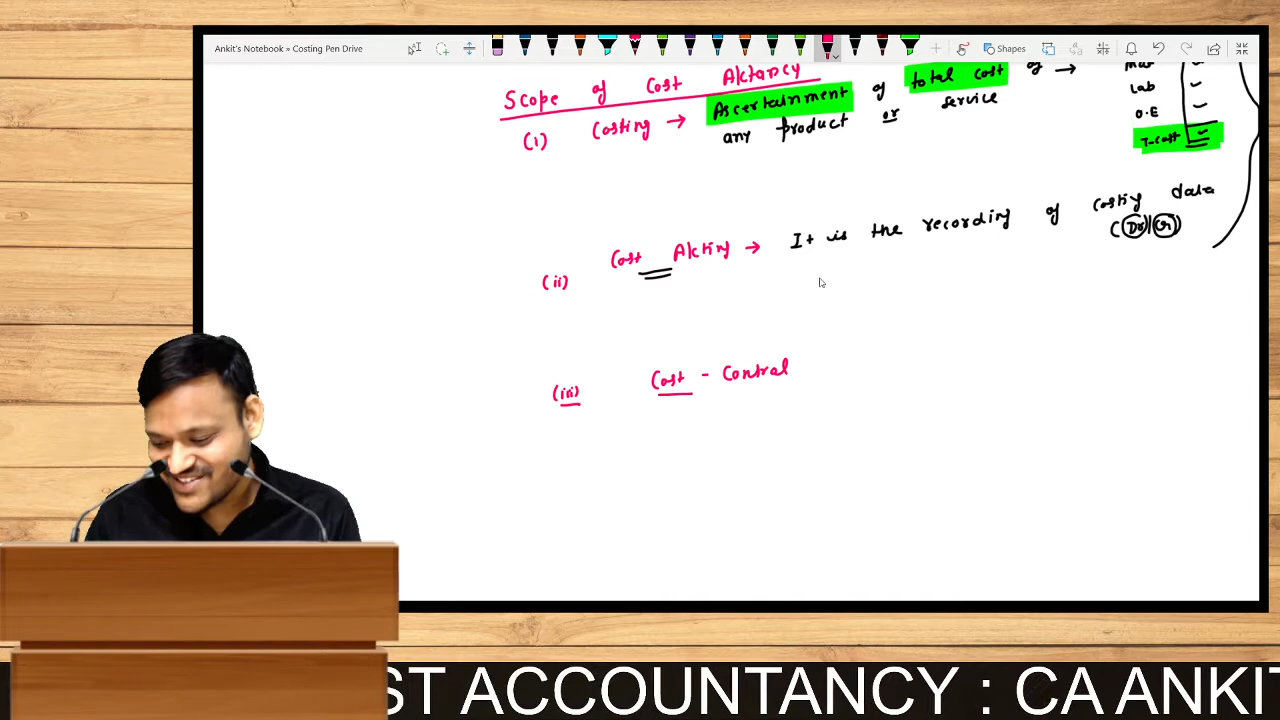 Ankit's Notebook » Costing Pen Drive
Shapes
Scope of Cost Aktancy
(i) Costing → Ascertainment of total cost of →
any product or service
Mat
Lab
O.E
T-cost
(ii) Cost Akting → It is the recording of costing data
(Dr)(Cr)
(iii) Cost - Control
ST ACCOUNTANCY : CA ANKIT